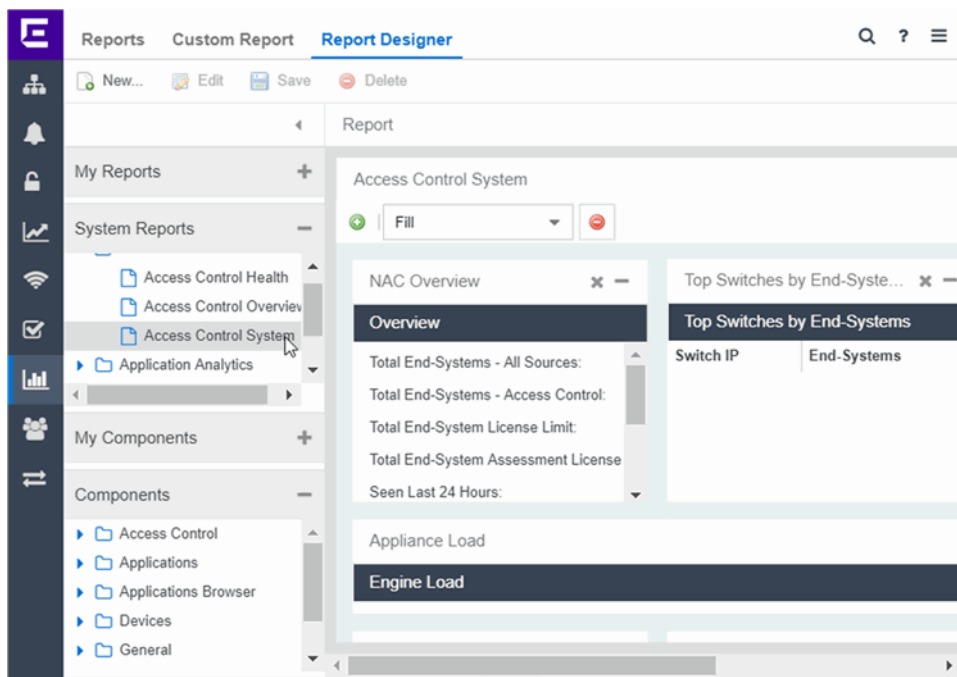 Reports Custom Report Report Designer ?
New... Edit Save Delete
Report
My Reports
System Reports
Access Control Health
Access Control Overview
Access Control System
Application Analytics
My Components
Components
Access Control
Applications
Applications Browser
Devices
General
Access Control System
Fill
NAC Overview
Overview
Total End-Systems - All Sources:
Total End-Systems - Access Control:
Total End-System License Limit:
Total End-System Assessment License
Seen Last 24 Hours:
Top Switches by End-Syste...
Top Switches by End-Systems
Switch IP End-Systems
Appliance Load
Engine Load